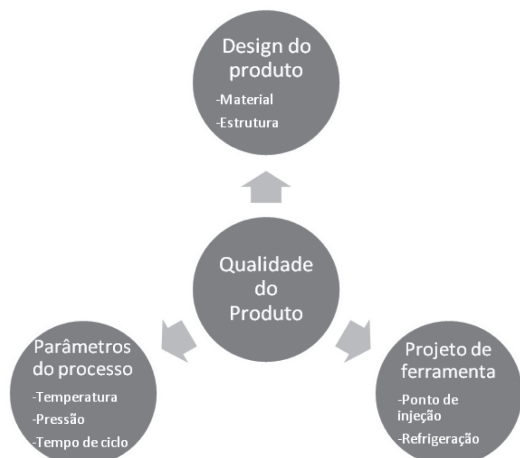 Design do
produto
-Material
-Estrutura
Qualidade
do
Produto
Parâmetros
do processo
-Temperatura
-Pressão
-Tempo de ciclo
Projeto de
ferramenta
-Ponto de
injeção
-Refrigeração